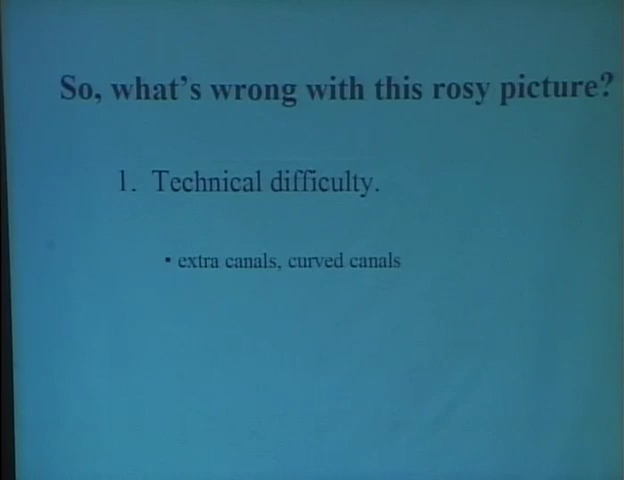 So, what's wrong with this rosy picture?
1. Technical difficulty.
• extra canals, curved canals